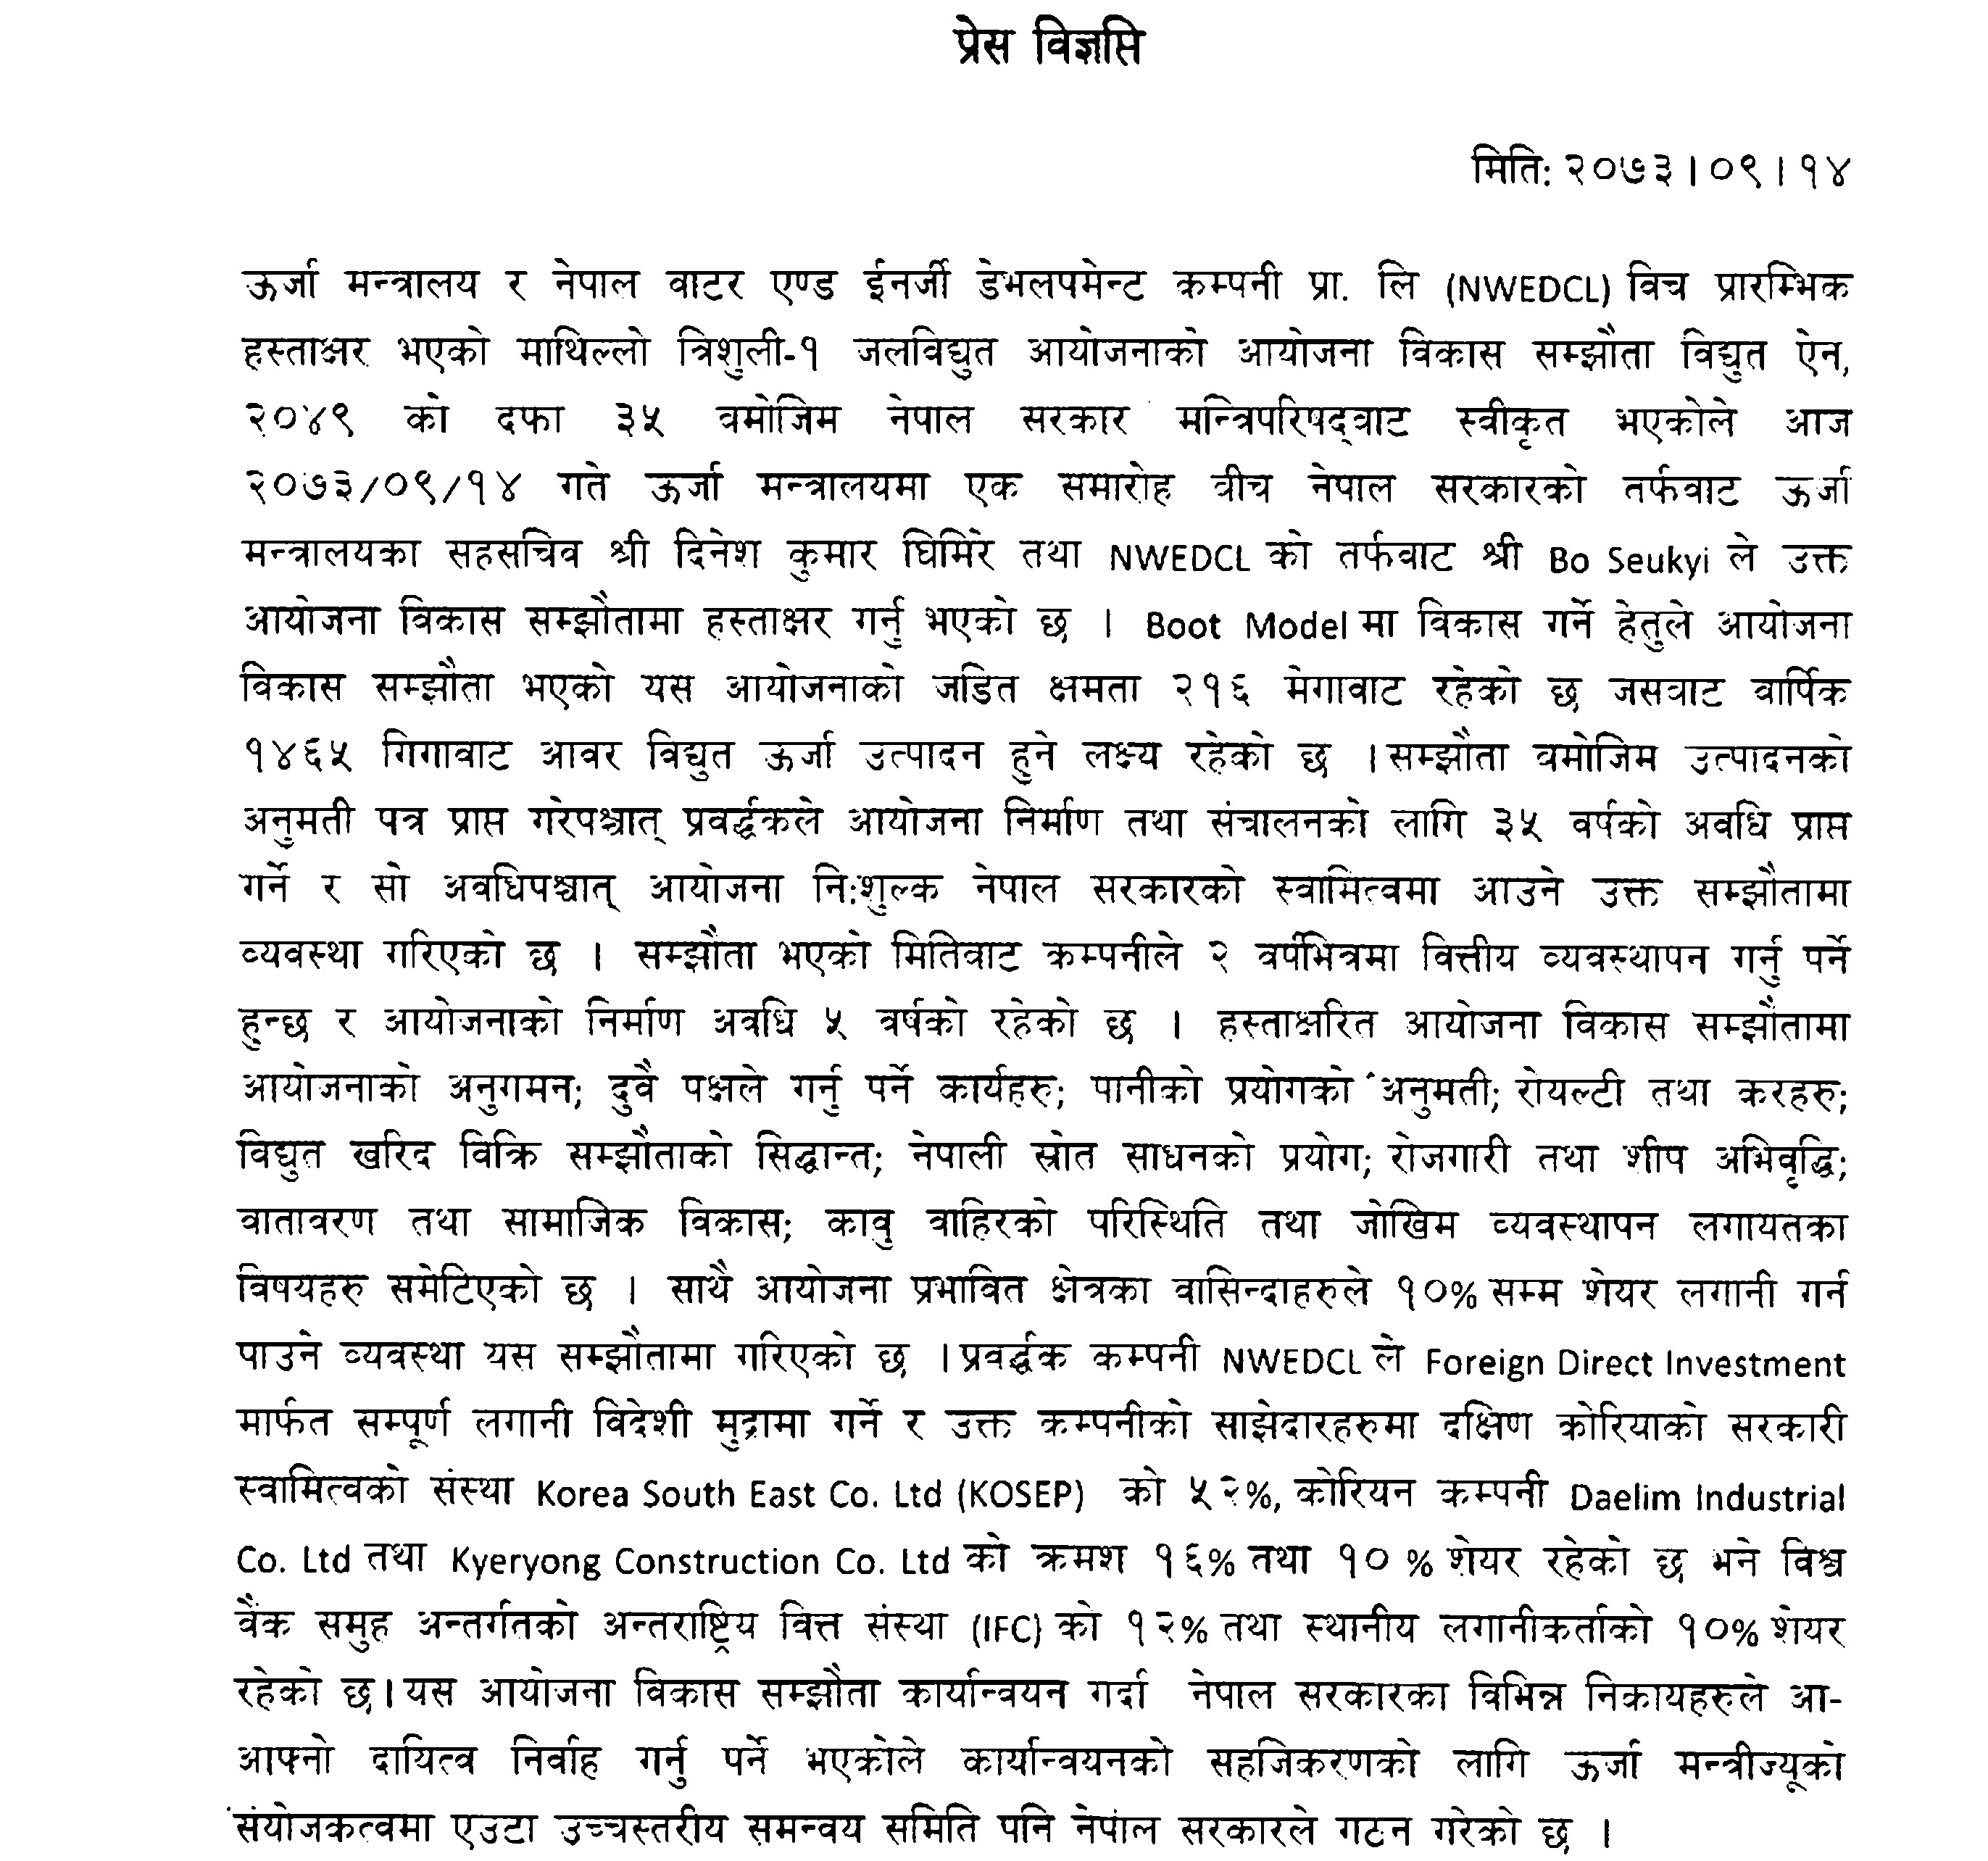 प्रेस विज्ञप्ति
मिति: २०७३।०९।१४
ऊर्जा मन्त्रालय र नेपाल वाटर एण्ड ईनर्जी डेभलपमेन्ट कम्पनी प्रा. लि (NWEDCL) विच प्रारम्भिक
हस्ताक्षर भएको माथिल्लो त्रिशुली-१ जलविद्युत आयोजनाको आयोजना विकास सम्झौता विद्युत ऐन,
२०४९ को दफा ३५ वमोजिम नेपाल सरकार मन्त्रिपरिषद्वाट स्वीकृत भएकोले आज
२०७३/०९/१४ गते ऊर्जा मन्त्रालयमा एक समारोह वीच नेपाल सरकारको तर्फवाट ऊर्जा
मन्त्रालयका सहसचिव श्री दिनेश कुमार घिमिरे तथा NWEDCL को तर्फवाट श्री Bo Seukyi ले उक्त
आयोजना विकास सम्झौतामा हस्ताक्षर गर्नु भएको छ । Boot Model मा विकास गर्ने हेतुले आयोजना
विकास सम्झौता भएको यस आयोजनाको जडित क्षमता २१६ मेगावाट रहेको छ जसवाट वार्षिक
१४६५ गिगावाट आवर विद्युत ऊर्जा उत्पादन हुने लक्ष्य रहेको छ ।सम्झौता वमोजिम उत्पादनको
अनुमती पत्र प्राप्त गरेपश्चात् प्रवर्द्धकले आयोजना निर्माण तथा संचालनको लागि ३५ वर्षको अवधि प्राप्त
गर्ने र सो अवधिपश्चात् आयोजना नि:शुल्क नेपाल सरकारको स्वामित्वमा आउने उक्त सम्झौतामा
व्यवस्था गरिएको छ । सम्झौता भएको मितिवाट कम्पनीले २ वर्षभित्रमा वित्तीय व्यवस्थापन गर्नु पर्ने
हुन्छ र आयोजनाको निर्माण अवधि ५ वर्षको रहेको छ । हस्ताक्षरित आयोजना विकास सम्झौतामा
आयोजनाको अनुगमन; दुवै पक्षले गर्नु पर्ने कार्यहरु; पानीको प्रयोगको अनुमती; रोयल्टी तथा करहरु;
विद्युत खरिद विक्रि सम्झौताको सिद्धान्त; नेपाली स्रोत साधनको प्रयोग; रोजगारी तथा शीप अभिवृद्धि;
वातावरण तथा सामाजिक विकास; कावु वाहिरको परिस्थिति तथा जोखिम व्यवस्थापन लगायतका
विषयहरु समेटिएको छ । साथै आयोजना प्रभावित क्षेत्रका वासिन्दाहरुले १०% सम्म शेयर लगानी गर्न
पाउने व्यवस्था यस सम्झौतामा गरिएको छ ।प्रवर्द्धक कम्पनी NWEDCL ले Foreign Direct Investment
मार्फत सम्पूर्ण लगानी विदेशी मुद्रामा गर्ने र उक्त कम्पनीको साझेदारहरुमा दक्षिण कोरियाको सरकारी
स्वामित्वको संस्था Korea South East Co. Ltd (KOSEP) को ५२%, कोरियन कम्पनी Daelim Industrial
Co. Ltd तथा Kyeryong Construction Co. Ltd को क्रमश १६% तथा १० % शेयर रहेको छ भने विश्व
वैंक समुह अन्तर्गतको अन्तराष्ट्रिय वित्त संस्था (IFC) को १२% तथा स्थानीय लगानीकर्ताको १०% शेयर
रहेको छ।यस आयोजना विकास सम्झौता कार्यान्वयन गर्दा नेपाल सरकारका विभिन्न निकायहरुले आ-
आफ्नो दायित्व निर्वाह गर्नु पर्ने भएकोले कार्यान्वयनको सहजिकरणको लागि ऊर्जा मन्त्रीज्यूको
संयोजकत्वमा एउटा उच्चस्तरीय समन्वय समिति पनि नेपाल सरकारले गठन गरेको छ ।